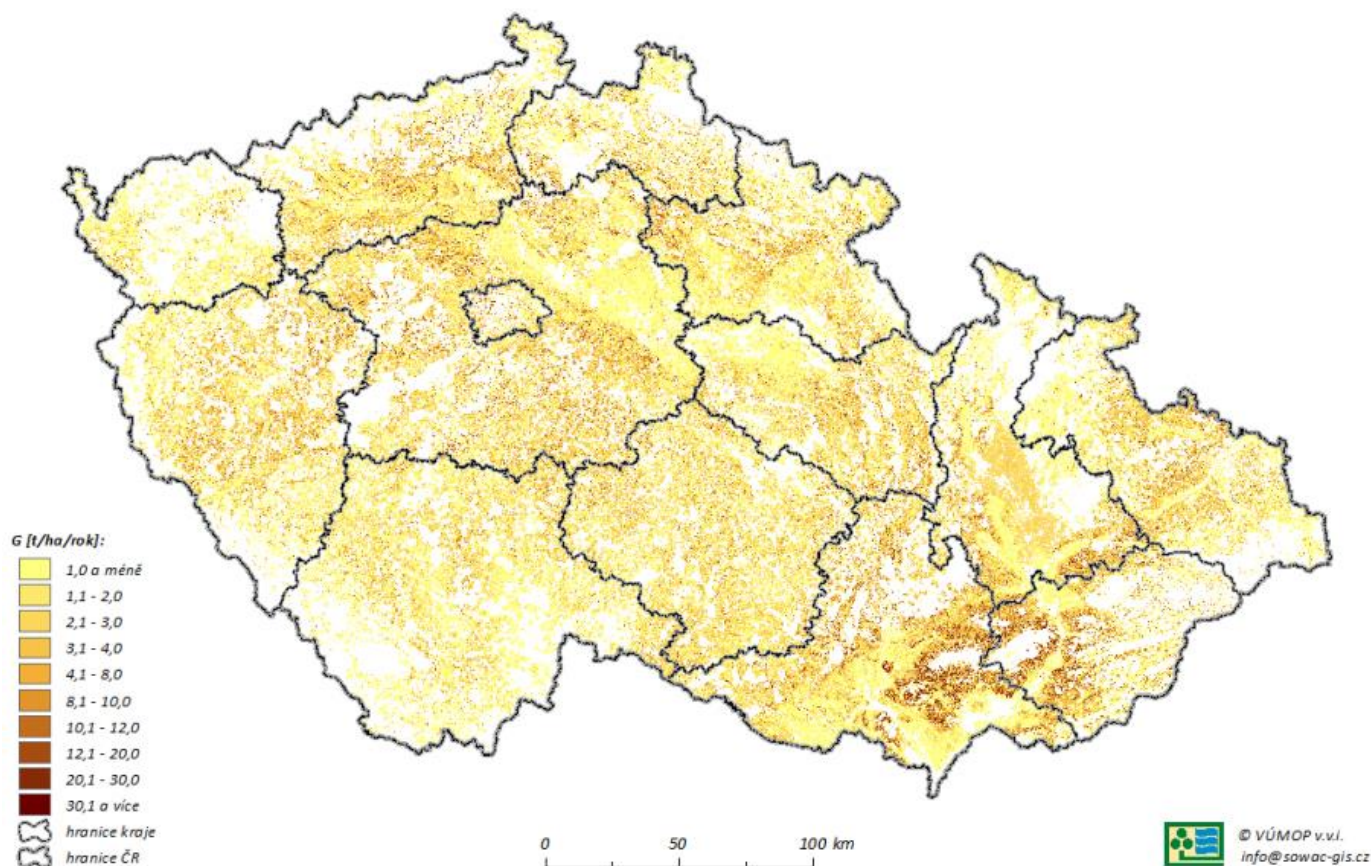 G [t/ha/rok]:
1,0 a méně
1,1 - 2,0
2,1 - 3,0
3,1 - 4,0
4,1 - 8,0
8,1 - 10,0
10,1 - 12,0
12,1 - 20,0
20,1 - 30,0
30,1 a více
hranice kraje
hranice ČR
0 50 100 km
© VÚMOP v.v.i.
info@sowac-gis.cz